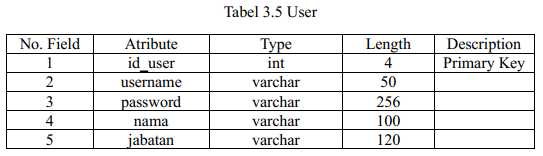 Tabel 3.5 User
No. Field Atribute Type Length Description
1 id_user int 4 Primary Key
2 username varchar 50
3 password varchar 256
4 nama varchar 100
5 jabatan varchar 120